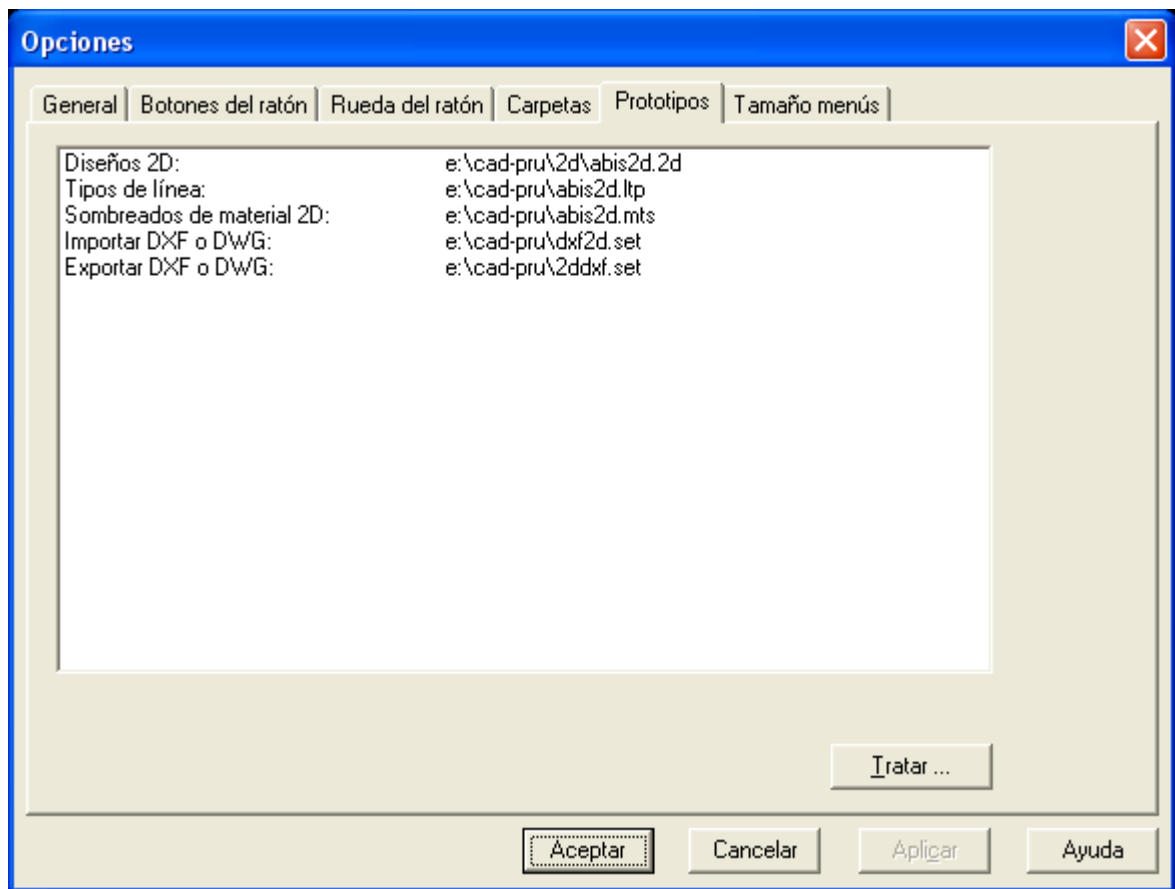 Opciones
General Botones del ratón Rueda del ratón Carpetas Prototipos Tamaño menús
Diseños 2D: e:\cad-pru\2d\abis2d.2d
Tipos de línea: e:\cad-pru\abis2d.ltp
Sombreados de material 2D: e:\cad-pru\abis2d.mts
Importar DXF o DWG: e:\cad-pru\dxf2d.set
Exportar DXF o DWG: e:\cad-pru\2ddxf.set
Tratar ...
Aceptar Cancelar Aplicar Ayuda